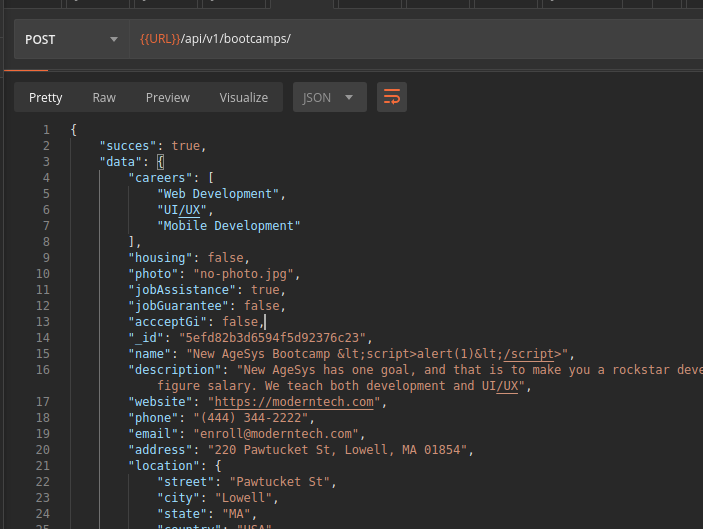 POST {{URL}}/api/v1/bootcamps/
Pretty Raw Preview Visualize JSON
1 {
2 "succes": true,
3 "data": {
4 "careers": [
5 "Web Development",
6 "UI/UX",
7 "Mobile Development"
8 ],
9 "housing": false,
10 "photo": "no-photo.jpg",
11 "jobAssistance": true,
12 "jobGuarantee": false,
13 "accceptGi": false,
14 "_id": "5efd82b3d6594f5d92376c23",
15 "name": "New AgeSys Bootcamp &lt;script>alert(1)&lt;/script>",
16 "description": "New AgeSys has one goal, and that is to make you a rockstar deve
figure salary. We teach both development and UI/UX",
17 "website": "https://moderntech.com",
18 "phone": "(444) 344-2222",
19 "email": "enroll@moderntech.com",
20 "address": "220 Pawtucket St, Lowell, MA 01854",
21 "location": {
22 "street": "Pawtucket St",
23 "city": "Lowell",
24 "state": "MA",
25 "country": "USA"